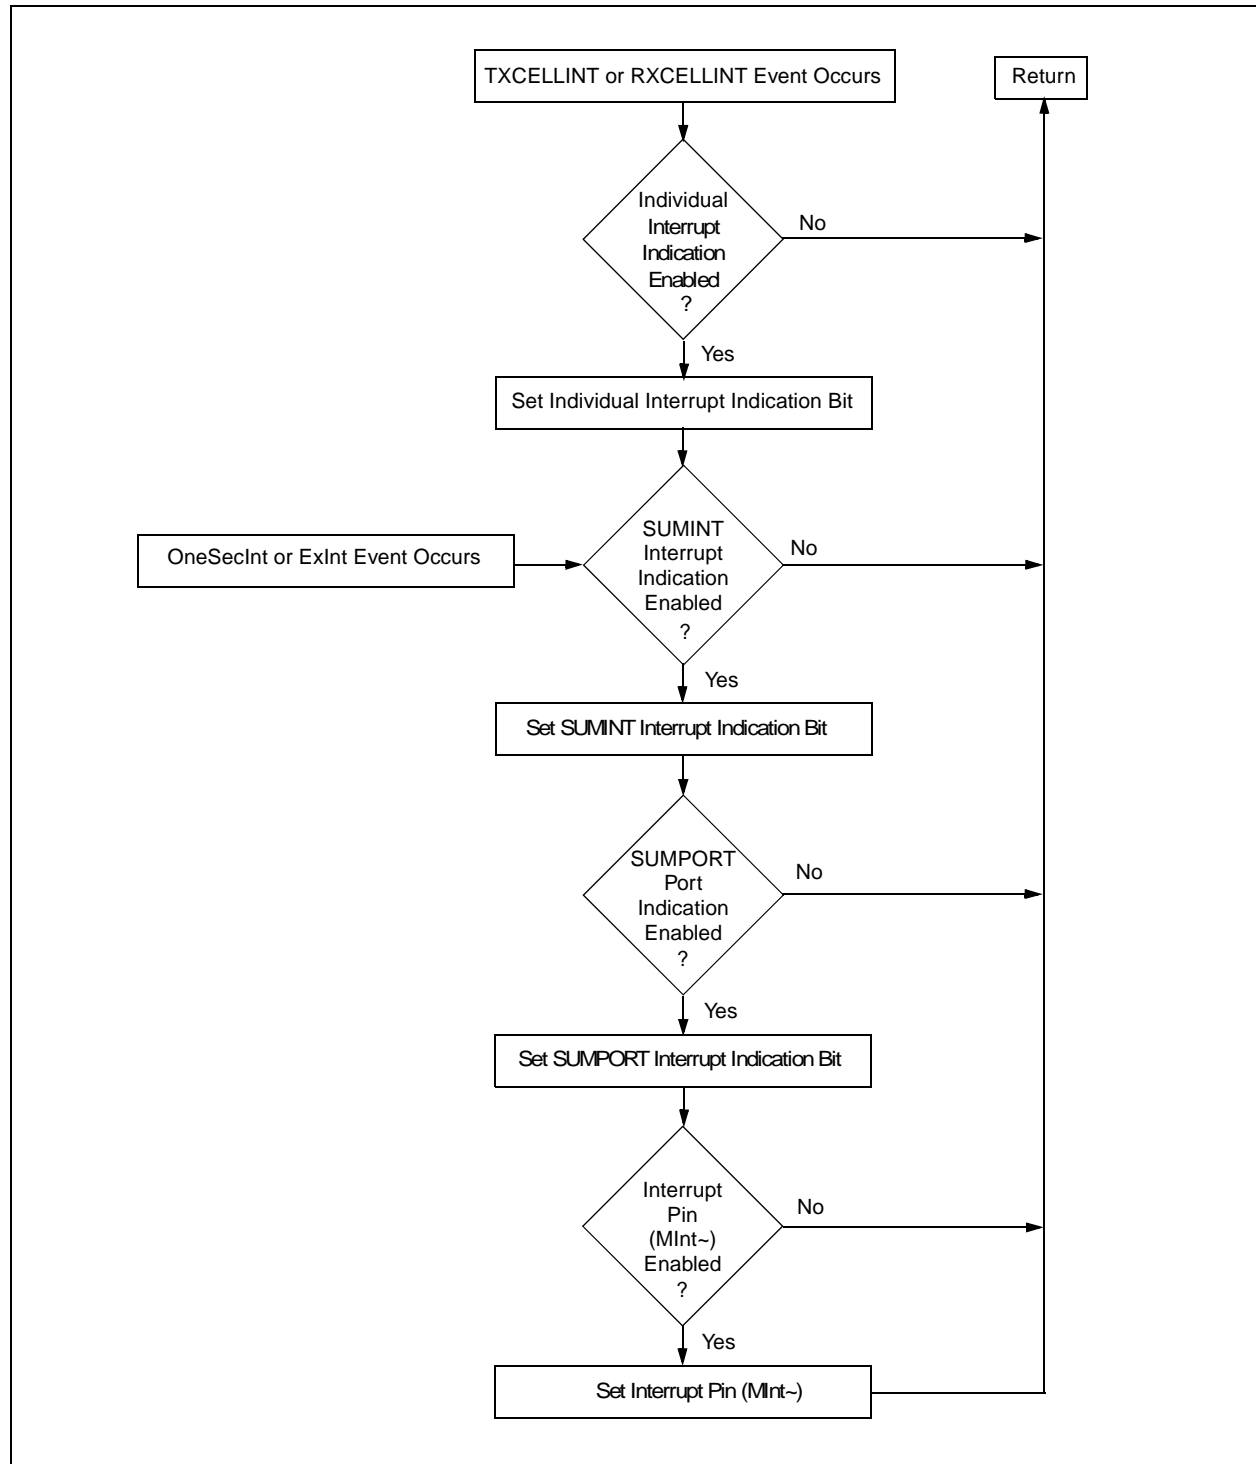 TXCELLINT or RXCELLINT Event Occurs
Return
Individual
Interrupt
Indication
Enabled
?
No
Yes
Set Individual Interrupt Indication Bit
OneSecInt or ExInt Event Occurs
SUMINT
Interrupt
Indication
Enabled
?
No
Yes
Set SUMINT Interrupt Indication Bit
SUMPORT
Port
Indication
Enabled
?
No
Yes
Set SUMPORT Interrupt Indication Bit
Interrupt
Pin
(MInt~)
Enabled
?
No
Yes
Set Interrupt Pin (MInt~)